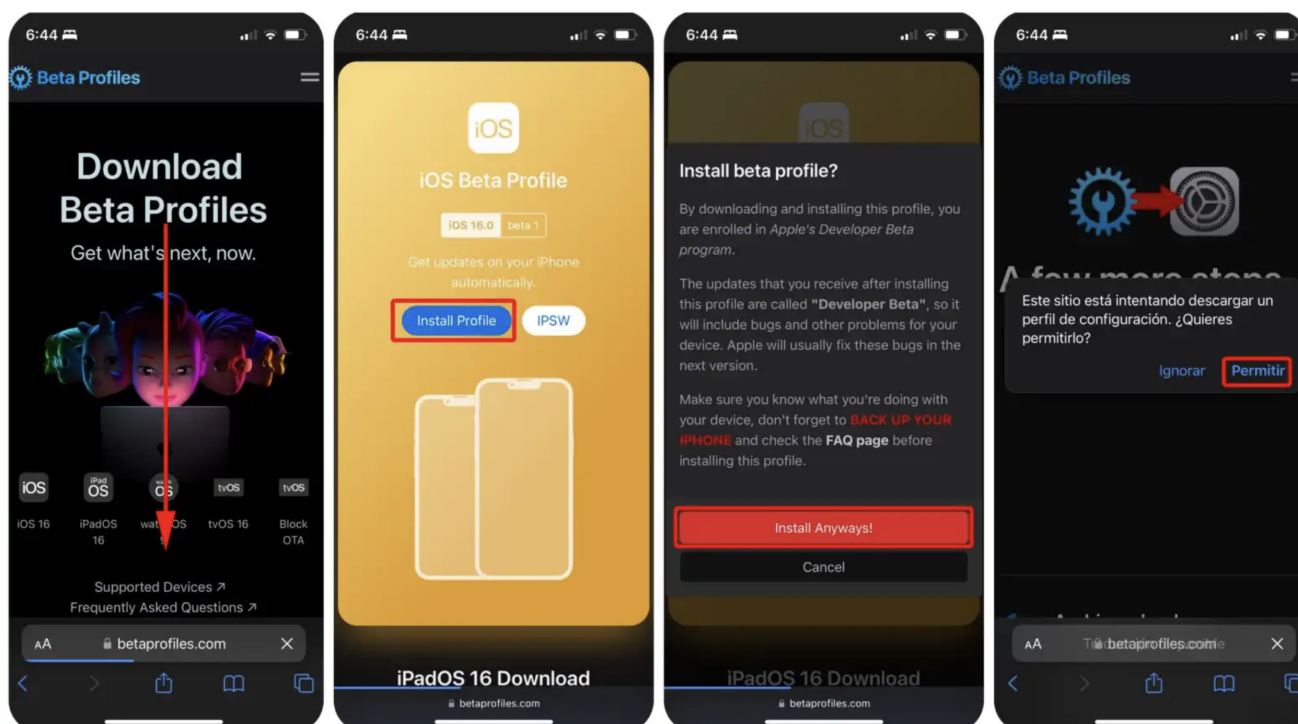 6:44
Beta Profiles
Download
Beta Profiles
Get what's next, now.
iOS
iPad
OS
OS
tvOS
tvOS
iOS 16
iPadOS
16
tvOS 16
Block
OTA
Supported Devices ↗
Frequently Asked Questions ↗
AA
betaprofiles.com
6:44
iOS
iOS Beta Profile
iOS 16.0
beta 1
Get updates on your iPhone
automatically.
Install Profile
IPSW
iPadOS 16 Download
betaprofiles.com
6:44
iOS
Install beta profile?
By downloading and installing this profile, you
are enrolled in Apple's Developer Beta
program.
The updates that you receive after installing
this profile are called "Developer Beta", so it
will include bugs and other problems for your
device. Apple will usually fix these bugs in the
next version.
Make sure you know what you're doing with
your device, don't forget to BACK UP YOUR
IPHONE and check the FAQ page before
installing this profile.
Install Anyways!
Cancel
iPadOS 16 Download
betaprofiles.com
6:44
Beta Profiles
A few more steps
Este sitio está intentando descargar un
perfil de configuración. ¿Quieres
permitirlo?
Ignorar
Permitir
AA
betaprofiles.com